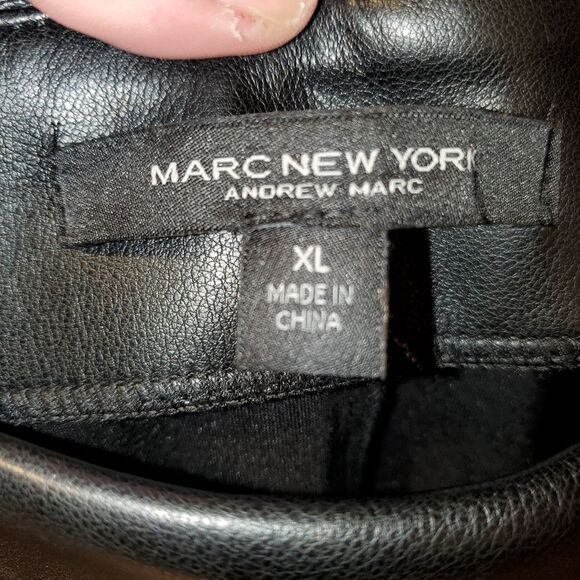 MARC NEW YORK
ANDREW MARC
XL
MADE IN
CHINA